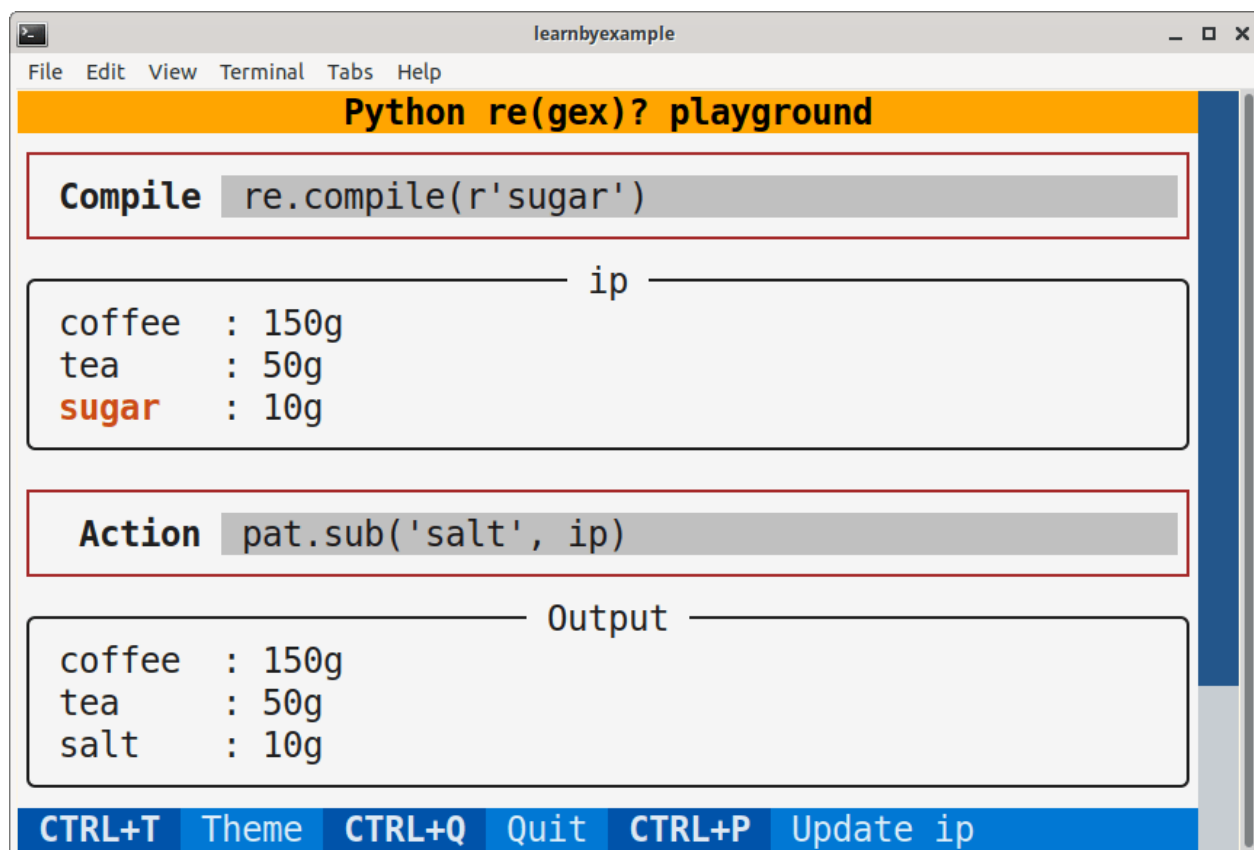 learnbyexample
File Edit View Terminal Tabs Help
Python re(gex)? playground
Compile re.compile(r'sugar')
ip
coffee  : 150g
tea     : 50g
sugar   : 10g
Action pat.sub('salt', ip)
Output
coffee  : 150g
tea     : 50g
salt    : 10g
CTRL+T Theme CTRL+Q Quit CTRL+P Update ip